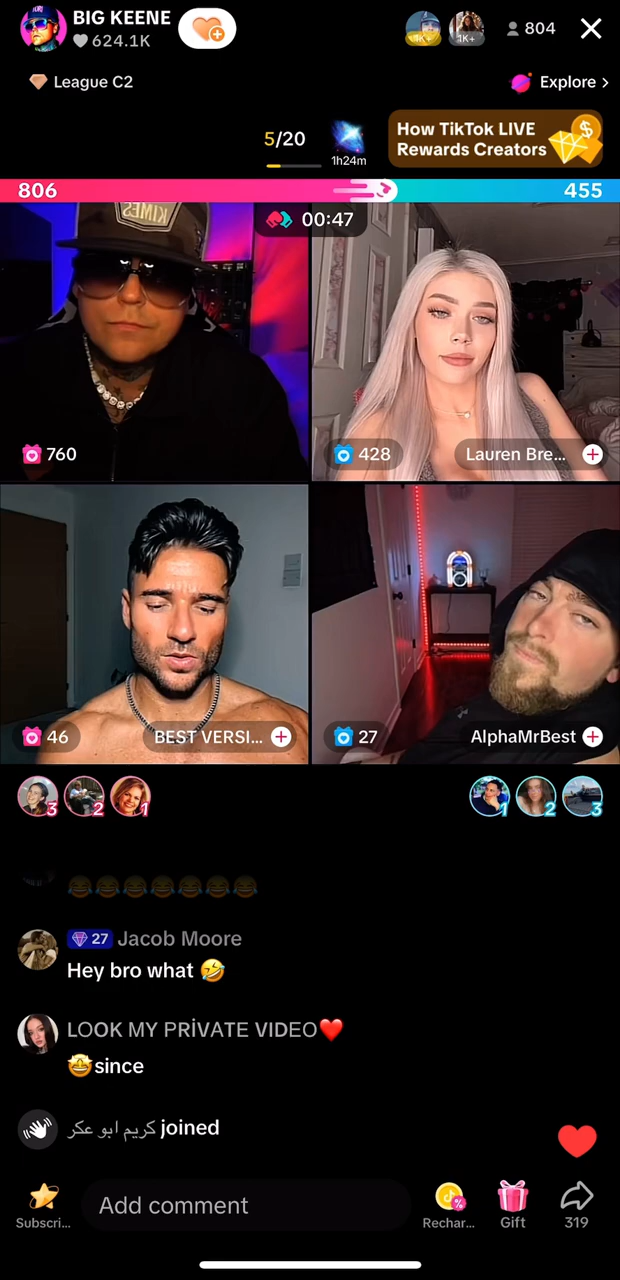 BIG KEENE
624.1K
1K+
1K+
804
League C2
Explore >
5/20
1h24m
How TikTok LIVE
Rewards Creators
806
455
00:47
KIMES
760
428
Lauren Bre...
46
BEST VERSI...
27
AlphaMrBest
3
2
1
1
2
3
😂😂😂😂😂😂😂
27 Jacob Moore
Hey bro what 🤣
LOOK MY PRİVATE VIDEO❤️
🤩since
كريم ابو عكر joined
Add comment
Subscri...
Rechar...
Gift
319